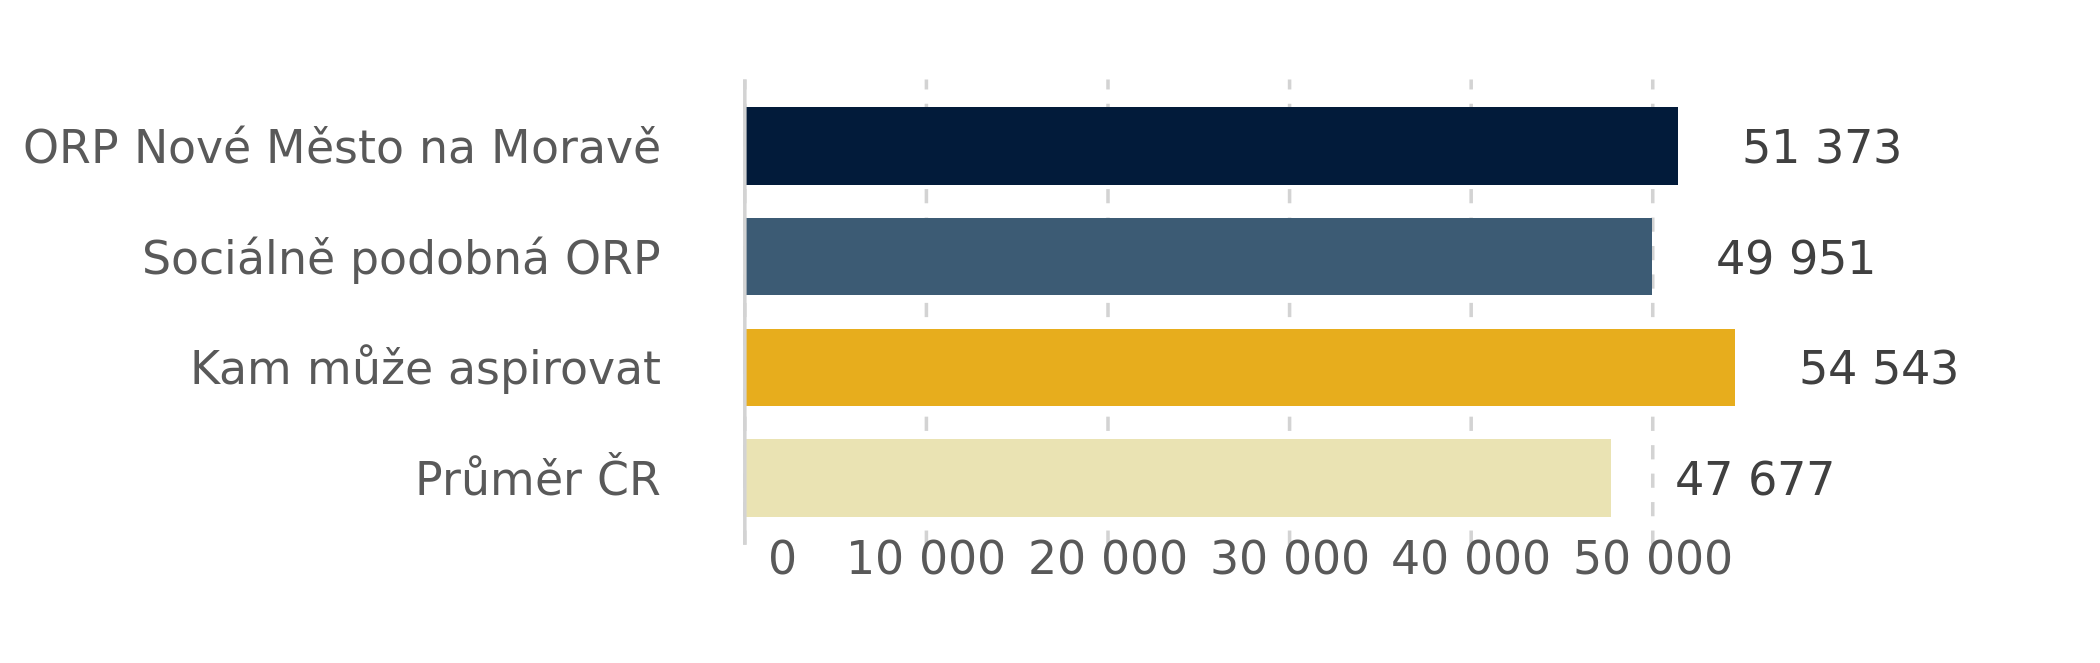 ORP Nové Město na Moravě 51 373
Sociálně podobná ORP 49 951
Kam může aspirovat 54 543
Průměr ČR 47 677
0 10 000 20 000 30 000 40 000 50 000